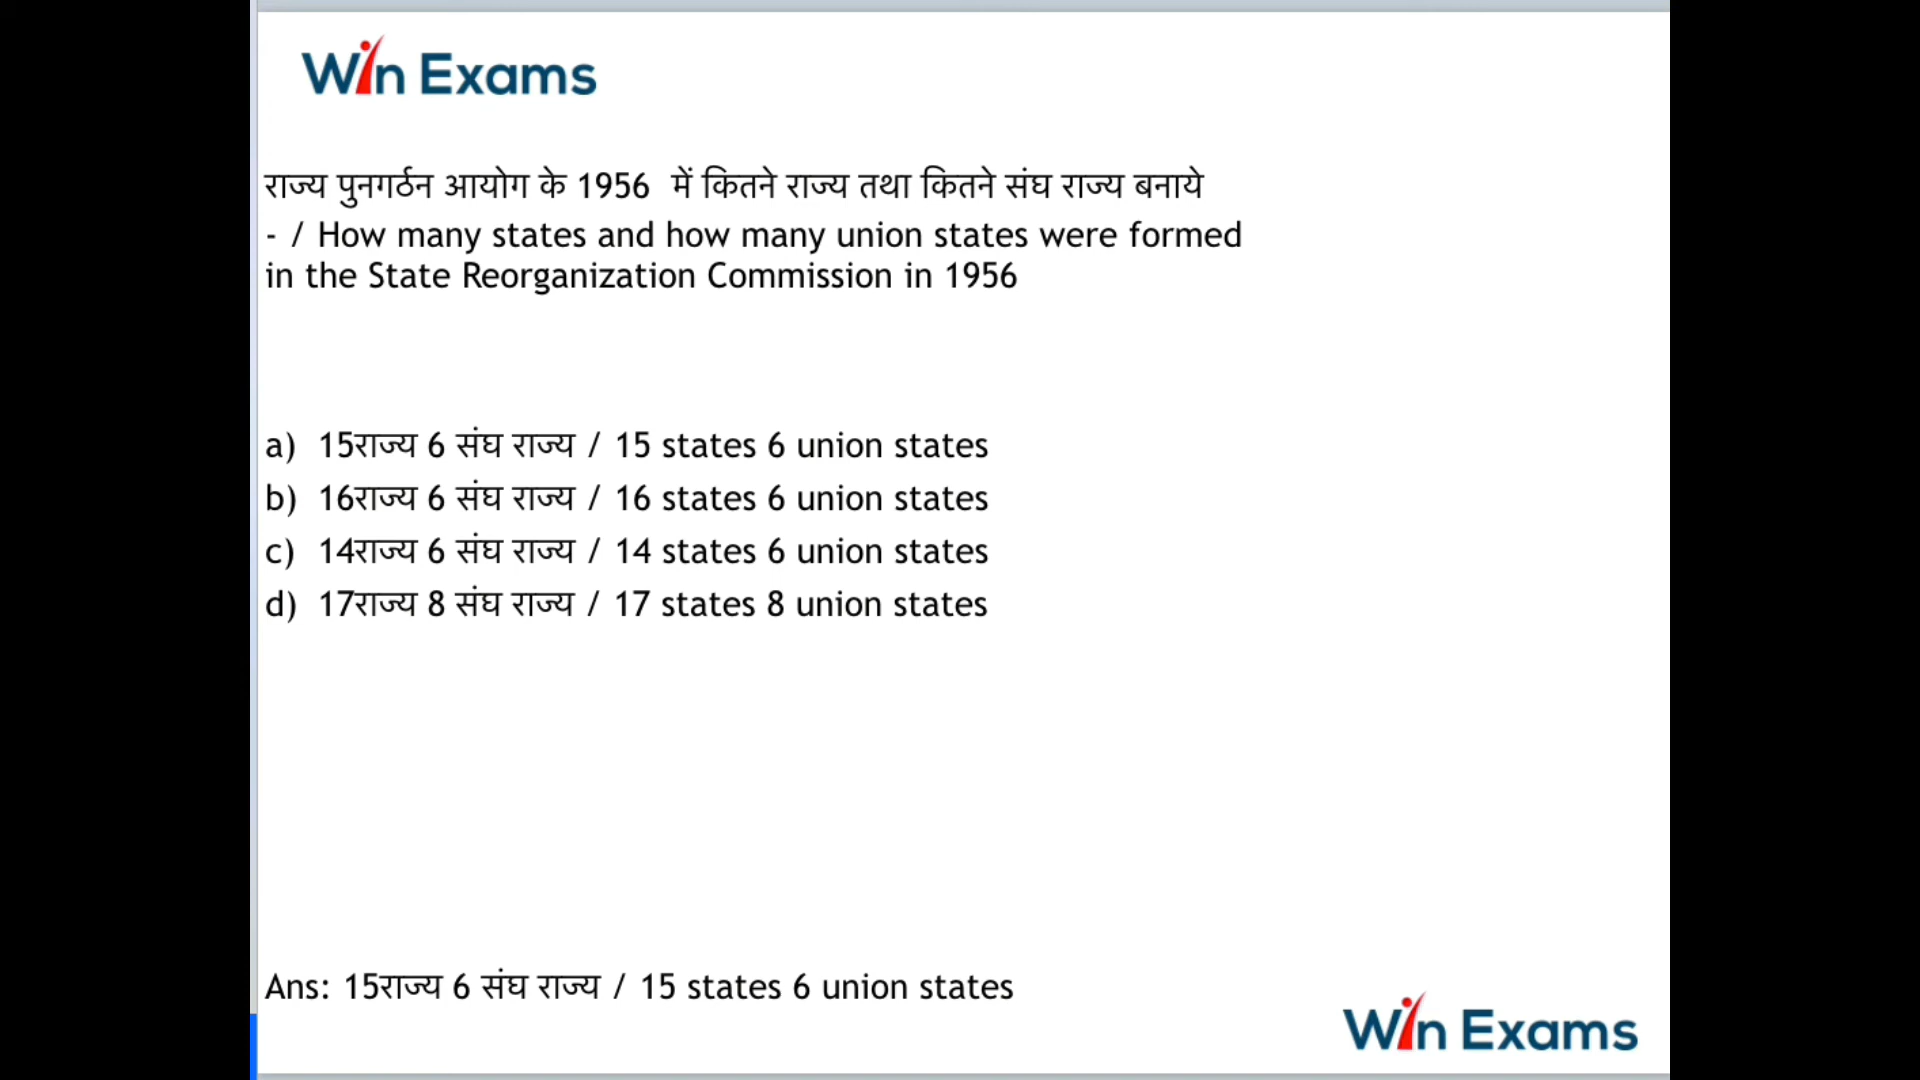 Win Exams
राज्य पुनगर्ठन आयोग के 1956 में कितने राज्य तथा कितने संघ राज्य बनाये
- / How many states and how many union states were formed
in the State Reorganization Commission in 1956
a) 15राज्य 6 संघ राज्य / 15 states 6 union states
b) 16राज्य 6 संघ राज्य / 16 states 6 union states
c) 14राज्य 6 संघ राज्य / 14 states 6 union states
d) 17राज्य 8 संघ राज्य / 17 states 8 union states
Ans: 15राज्य 6 संघ राज्य / 15 states 6 union states
Win Exams